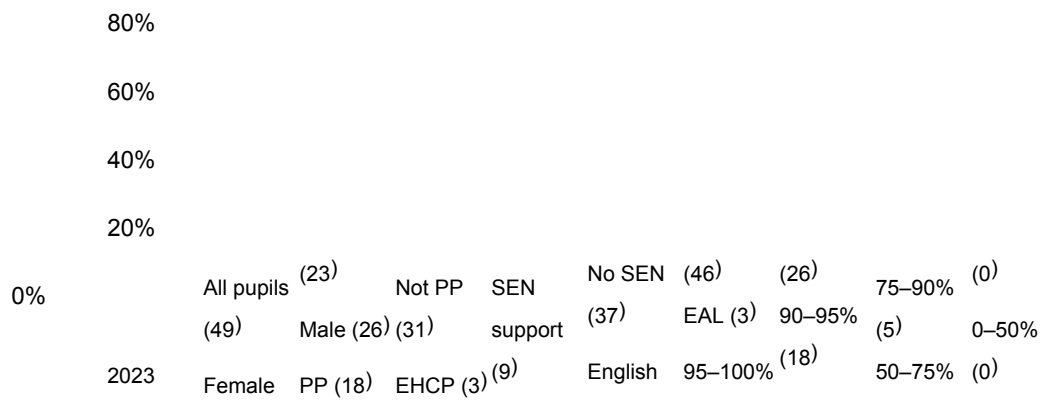 80%
60%
40%
20%
0%
2023
All pupils
(49)
Female
(23)
Male (26)
PP (18)
Not PP
(31)
EHCP (3)
SEN
support
(9)
No SEN
(37)
English
(46)
EAL (3)
95–100%
(26)
90–95%
(18)
75–90%
(5)
50–75%
(0)
0–50%
(0)